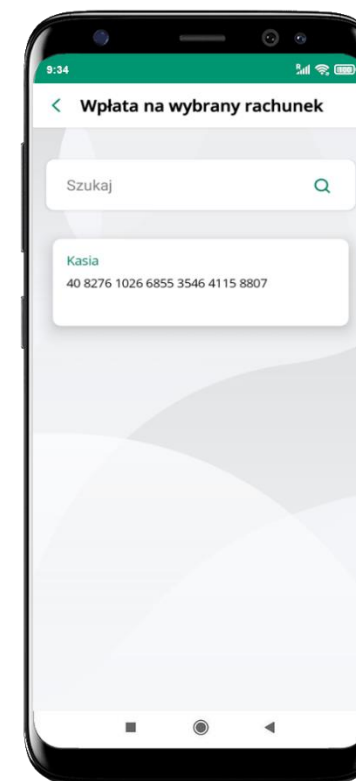 9:34
Wpłata na wybrany rachunek
Szukaj
Kasia
40 8276 1026 6855 3546 4115 8807